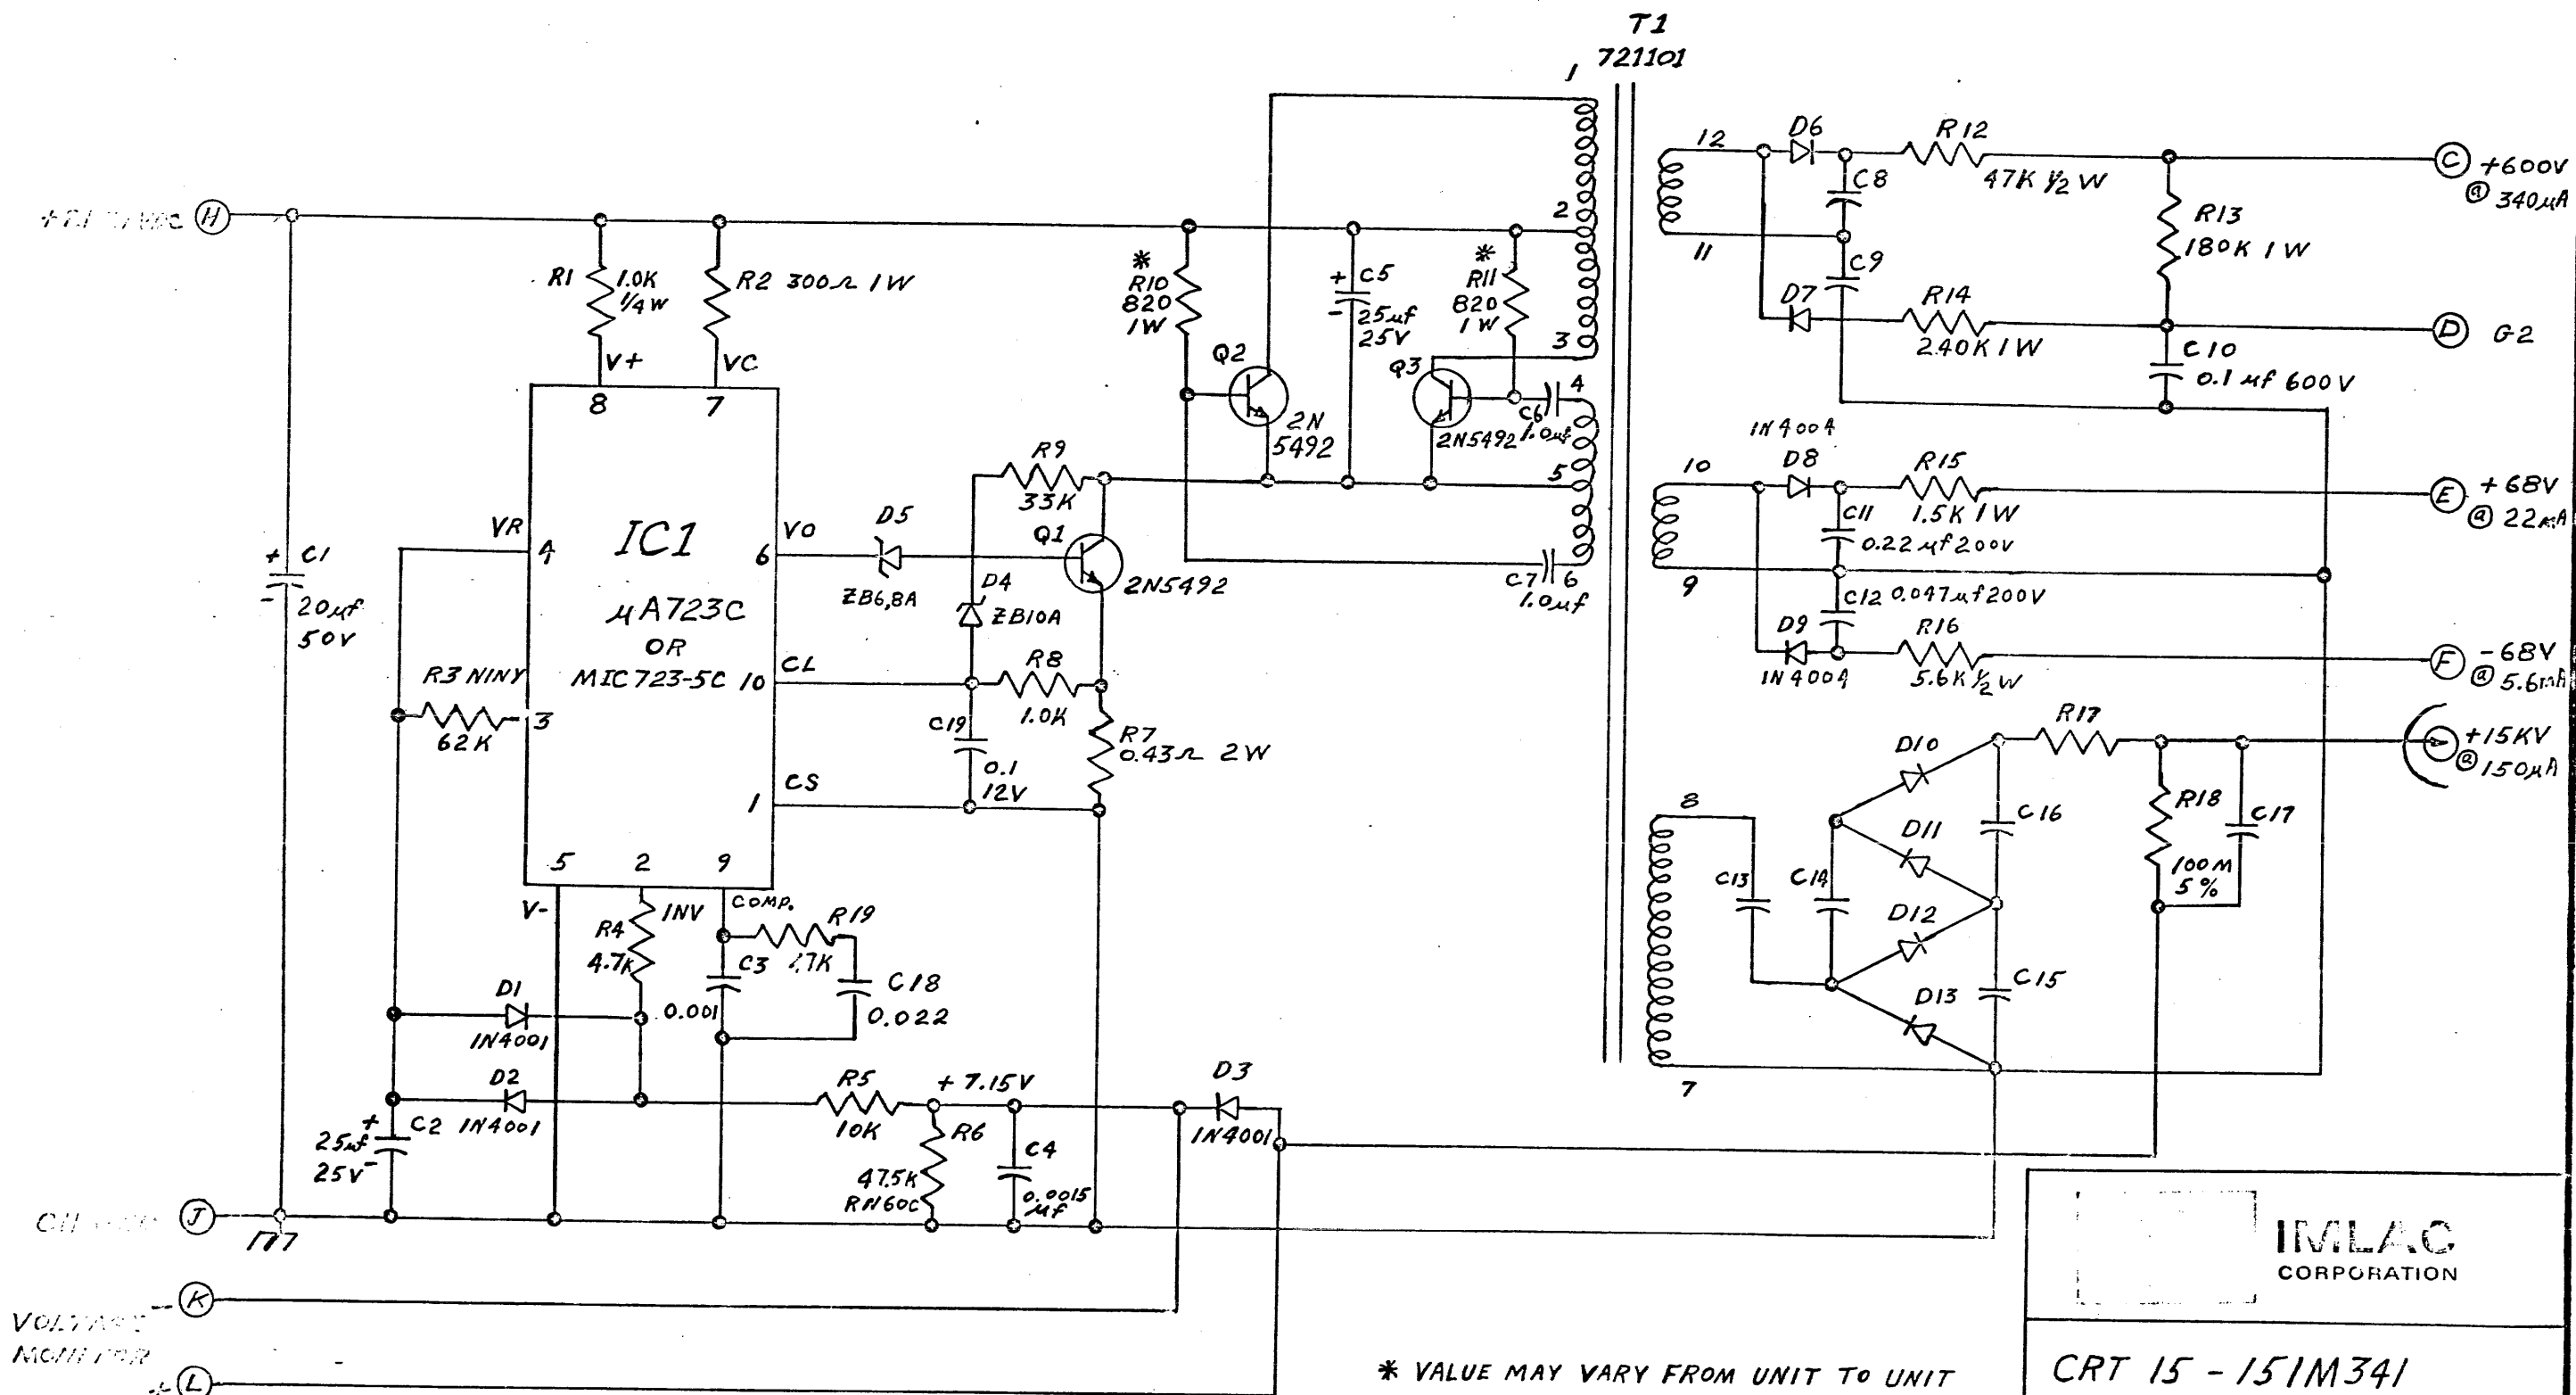 T1
721101
1
2
3
4
5
6
12
11
10
9
8
7
D6
R12
47K ½ W
C +600V
@ 340µA
C8
C9
R13
180K 1 W
D7
R14
240K 1W
D G2
C10
0.1 µf 600V
H
R1
1.0K
¼ W
R2 300Ω 1W
V+
VC
8
7
*
R10
820
1W
+ C5
- 25µf
25V
*
R11
820
1W
Q2
2N
5492
Q3
2N5492
C6
1.0µf
C7
1.0µf
1N4004
D8
R15
1.5K 1W
E +68V
@ 22mA
C11
0.22µf 200V
C12 0.047µf 200V
D9
1N4004
R16
5.6K ½ W
F -68V
@ 5.6mA
R9
33K
Q1
2N5492
D5
ZB6,8A
D4
ZB10A
VR
4
IC1
µA723C
OR
MIC723-5C
VO
6
CL
10
R8
1.0K
C19
0.1
12V
R7
0.43Ω 2W
CS
1
R3 NINV
62K
3
+ C1
- 20µf
50V
5
2
9
V-
INV
COMP.
R4
4.7K
R19
C3
0.001
C18
0.022
D1
1N4001
D2
1N4001
+ C2
25µf
25V -
R5
10K
+ 7.15V
R6
47.5K
RN60C
C4
0.0015
µf
D3
1N4001
R17
+15KV
@ 150µA
D10
D11
D12
D13
C13
C14
C15
C16
R18
100M
5%
C17
J
- K
VOLTAGE
MONITOR
+ L
* VALUE MAY VARY FROM UNIT TO UNIT
IMLAC
CORPORATION
CRT 15 - 151M341